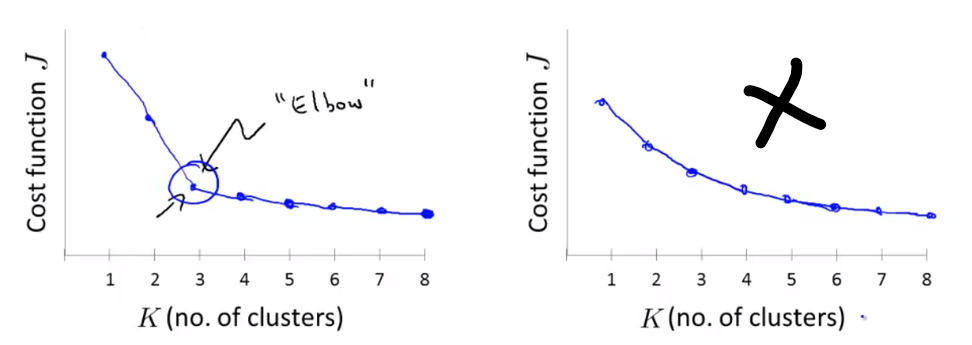 Cost function J
"Elbow"
1 2 3 4 5 6 7 8
K (no. of clusters)
Cost function J
1 2 3 4 5 6 7 8
K (no. of clusters)